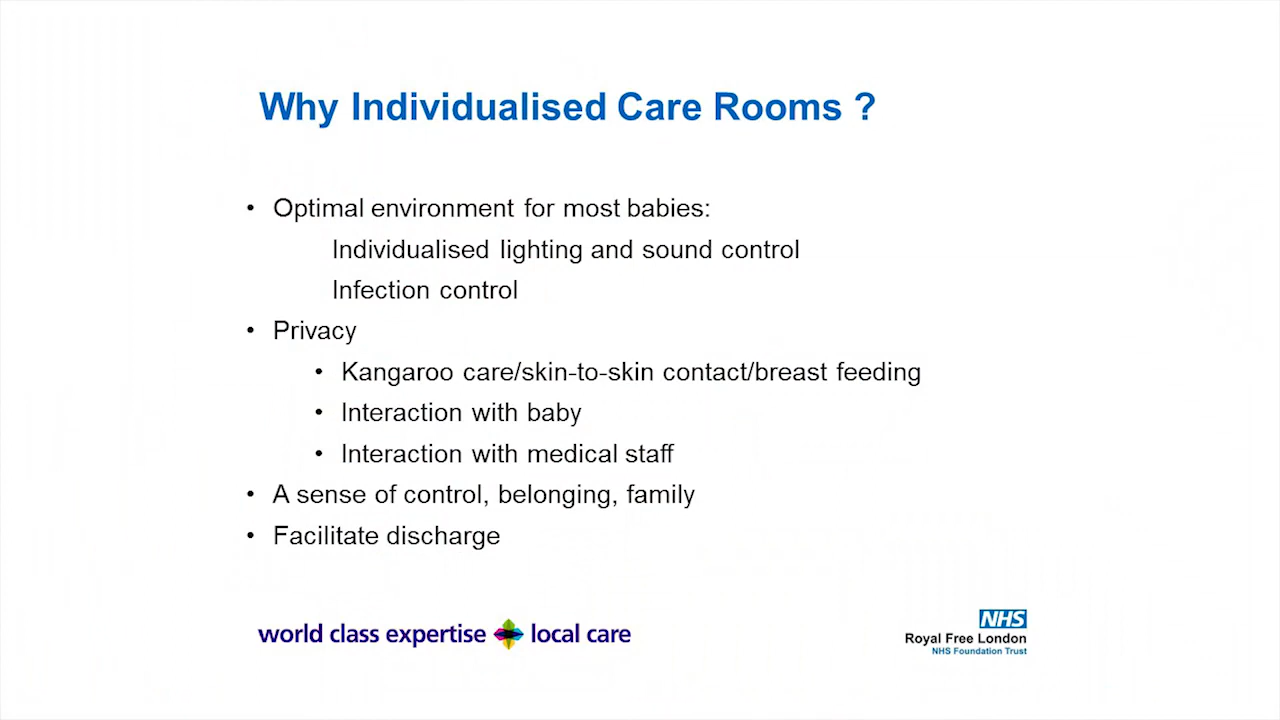 Why Individualised Care Rooms ?
• Optimal environment for most babies:
Individualised lighting and sound control
Infection control
• Privacy
• Kangaroo care/skin-to-skin contact/breast feeding
• Interaction with baby
• Interaction with medical staff
• A sense of control, belonging, family
• Facilitate discharge
world class expertise local care
NHS
Royal Free London
NHS Foundation Trust